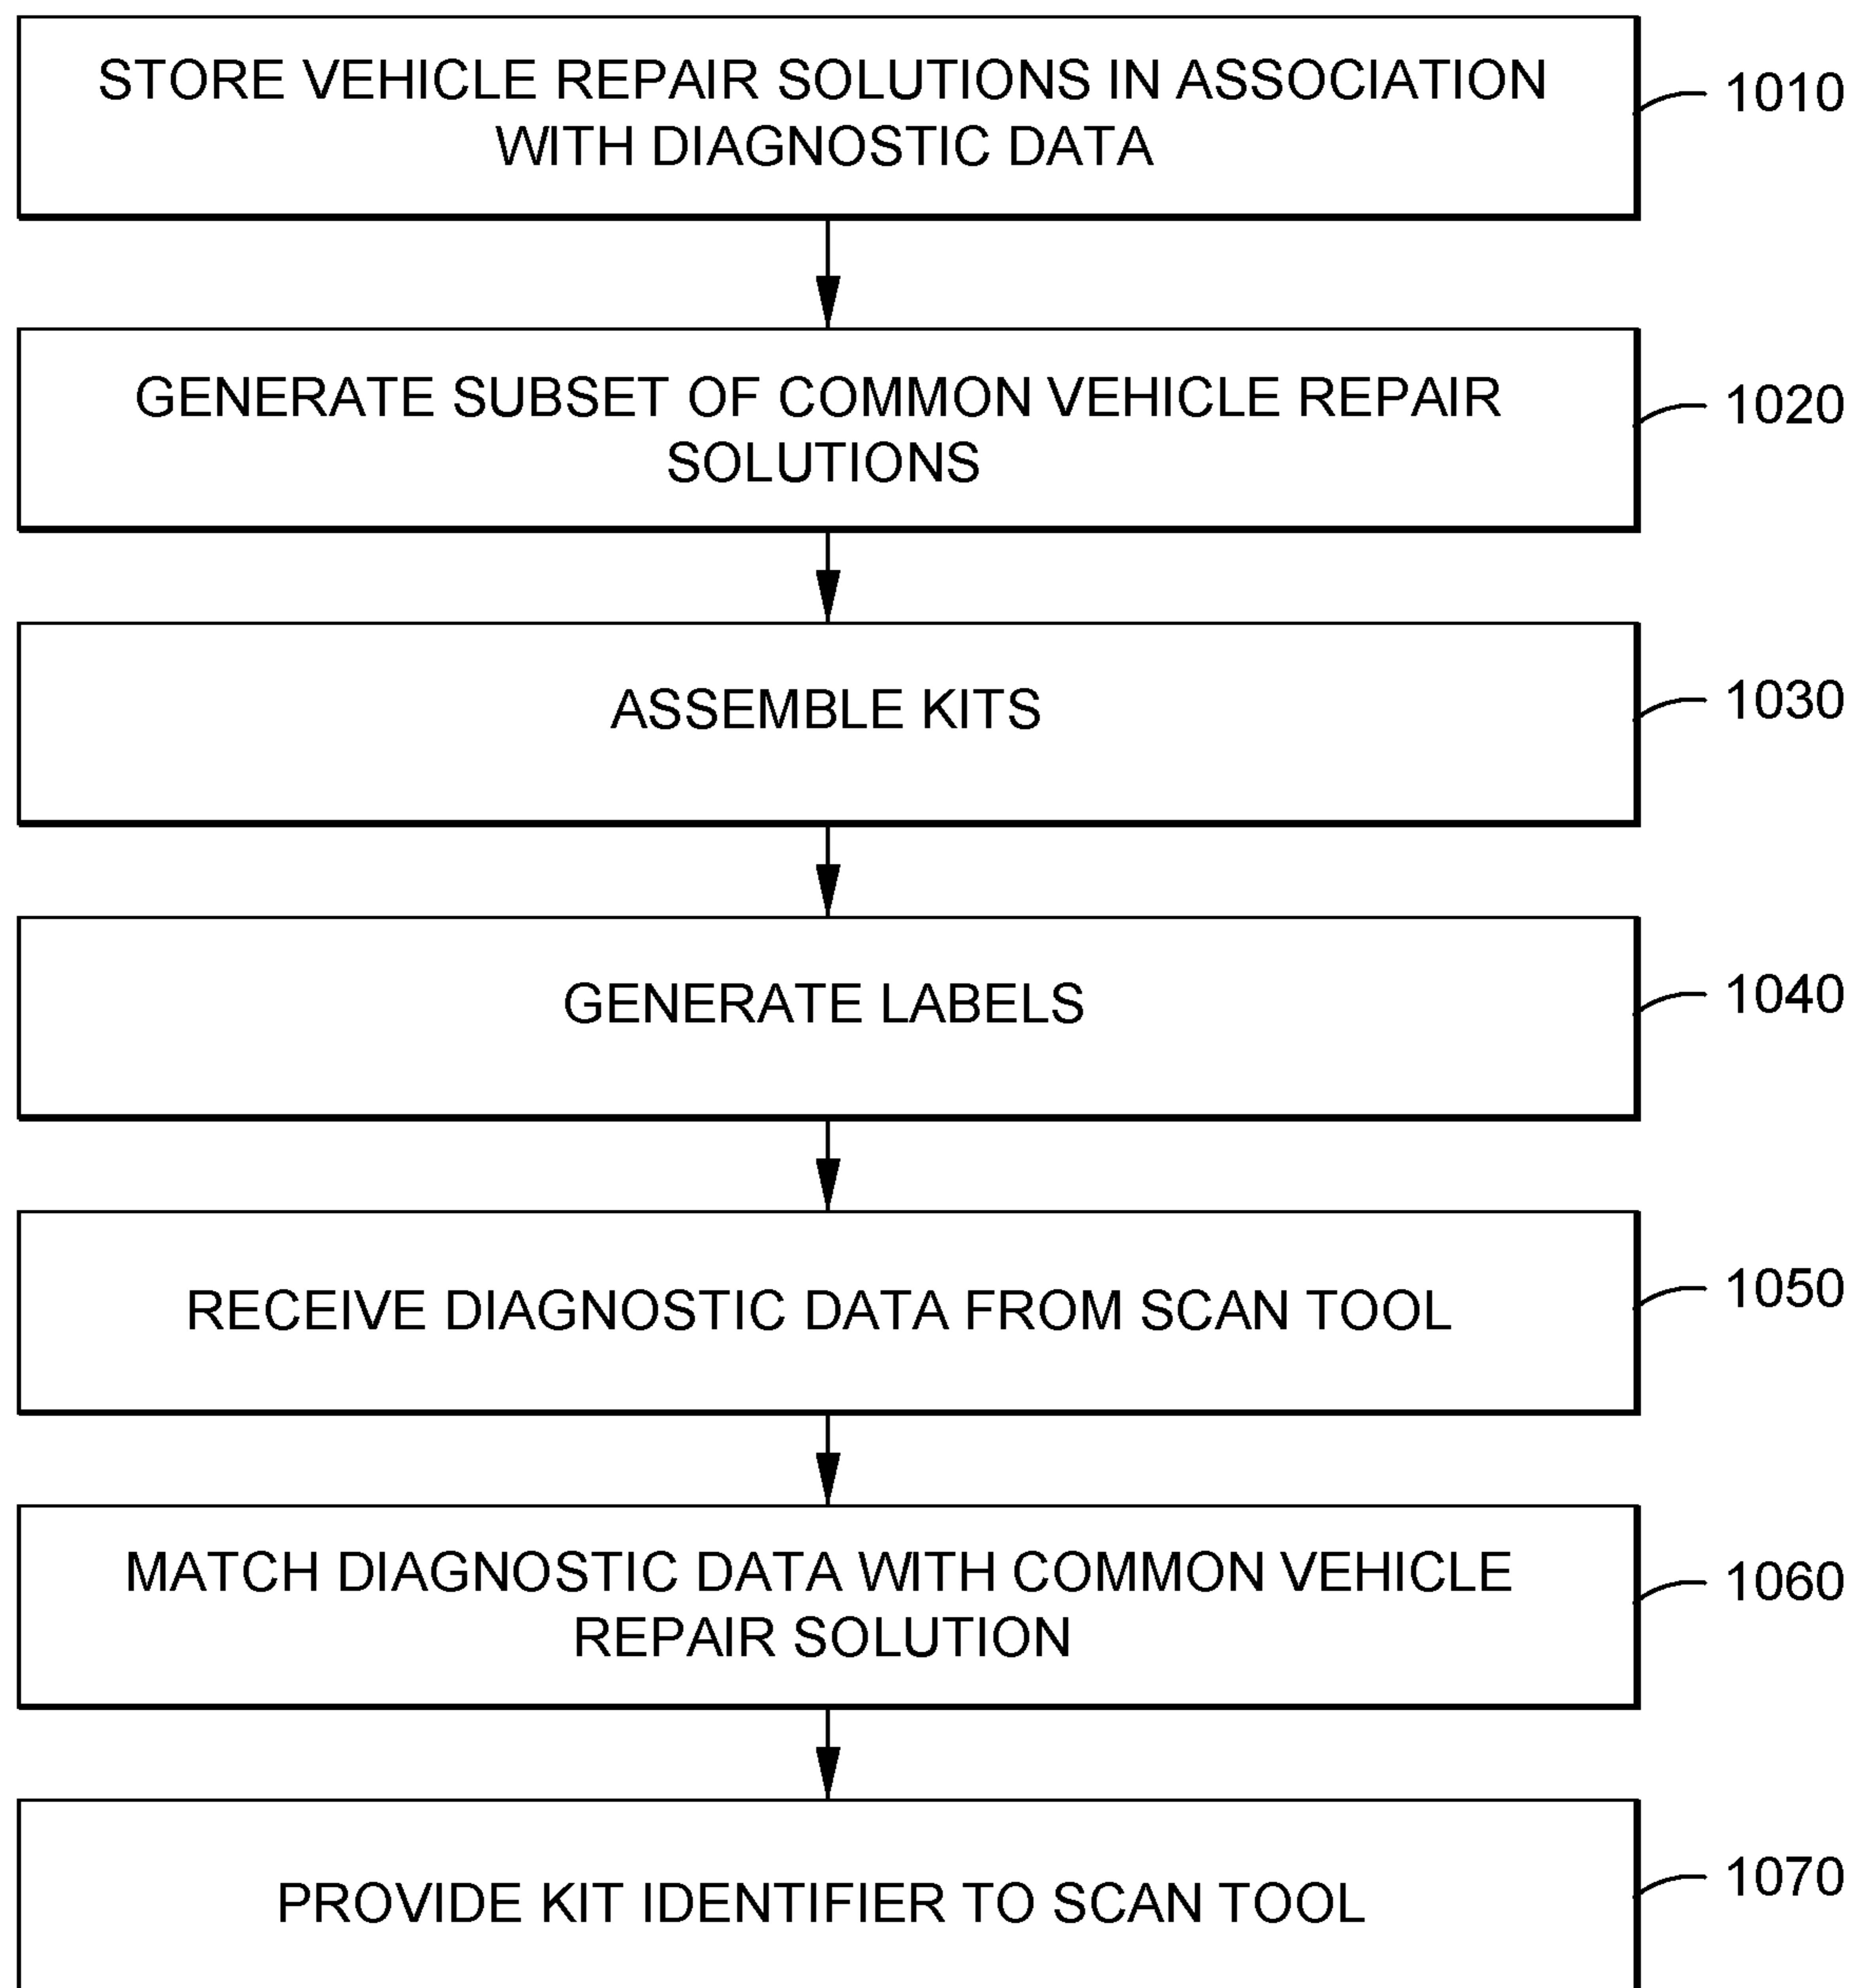 STORE VEHICLE REPAIR SOLUTIONS IN ASSOCIATION
WITH DIAGNOSTIC DATA
1010
GENERATE SUBSET OF COMMON VEHICLE REPAIR
SOLUTIONS
1020
ASSEMBLE KITS
1030
GENERATE LABELS
1040
RECEIVE DIAGNOSTIC DATA FROM SCAN TOOL
1050
MATCH DIAGNOSTIC DATA WITH COMMON VEHICLE
REPAIR SOLUTION
1060
PROVIDE KIT IDENTIFIER TO SCAN TOOL
1070